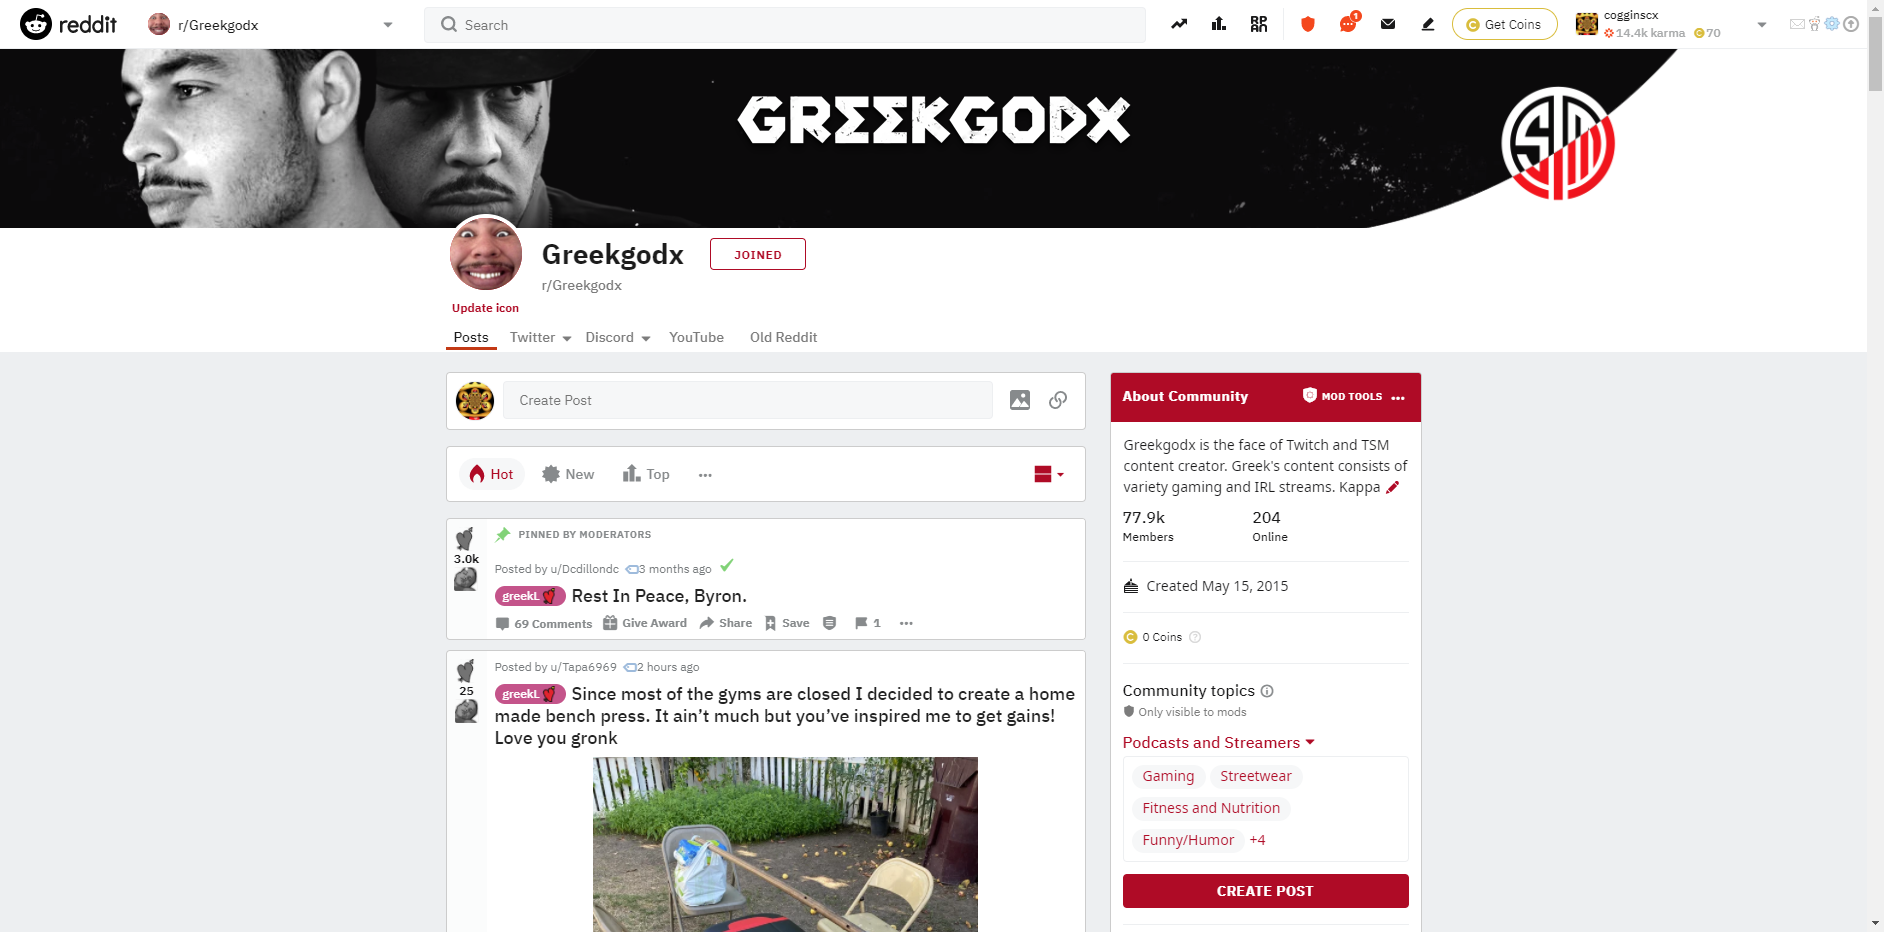 reddit
r/Greekgodx
Search
1
Get Coins
cogginscx
14.4k karma
70
GREEKGODX
Greekgodx
JOINED
r/Greekgodx
Update icon
Posts
Twitter
Discord
YouTube
Old Reddit
Create Post
Hot
New
Top
PINNED BY MODERATORS
3.0k
Posted by u/Dcdillondc 3 months ago
greekL Rest In Peace, Byron.
69 Comments
Give Award
Share
Save
1
Posted by u/Tapa6969 2 hours ago
25
greekL Since most of the gyms are closed I decided to create a home
made bench press. It ain’t much but you’ve inspired me to get gains!
Love you gronk
About Community
MOD TOOLS
Greekgodx is the face of Twitch and TSM
content creator. Greek's content consists of
variety gaming and IRL streams. Kappa
77.9k
Members
204
Online
Created May 15, 2015
0 Coins
Community topics
Only visible to mods
Podcasts and Streamers
Gaming
Streetwear
Fitness and Nutrition
Funny/Humor
+4
CREATE POST